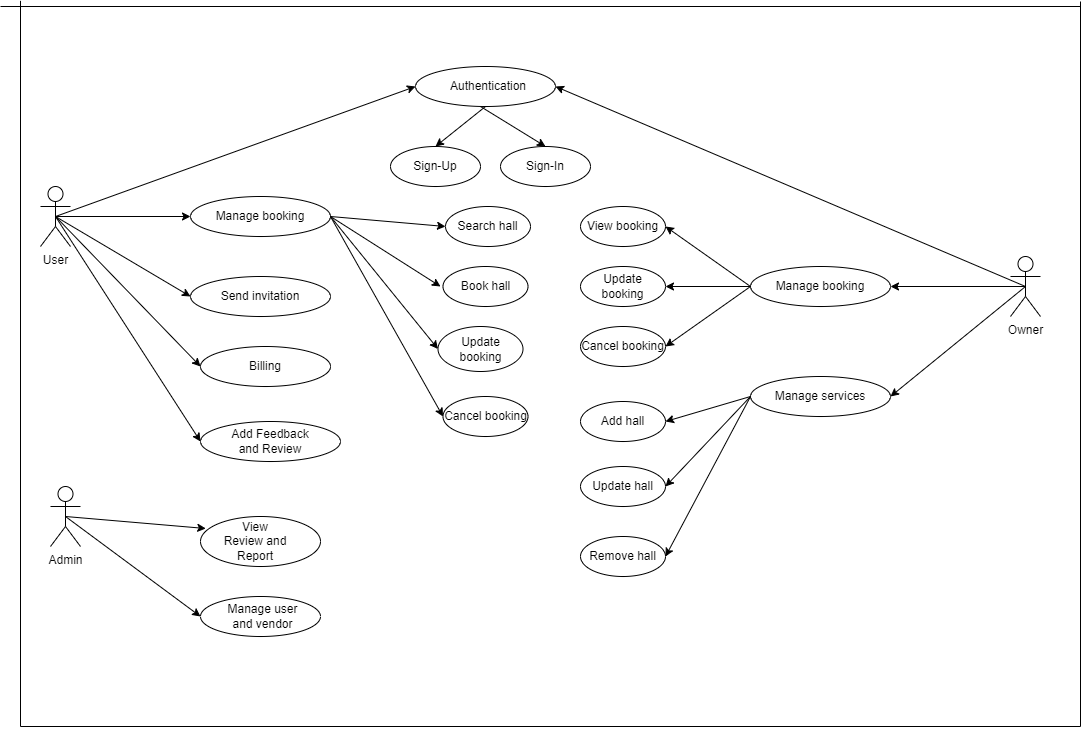 Authentication
Sign-Up
Sign-In
User
Manage booking
Search hall
Book hall
Update
booking
Cancel booking
Send invitation
Billing
Add Feedback
and Review
View booking
Update
booking
Cancel booking
Manage booking
Owner
Manage services
Add hall
Update hall
Remove hall
Admin
View
Review and
Report
Manage user
and vendor